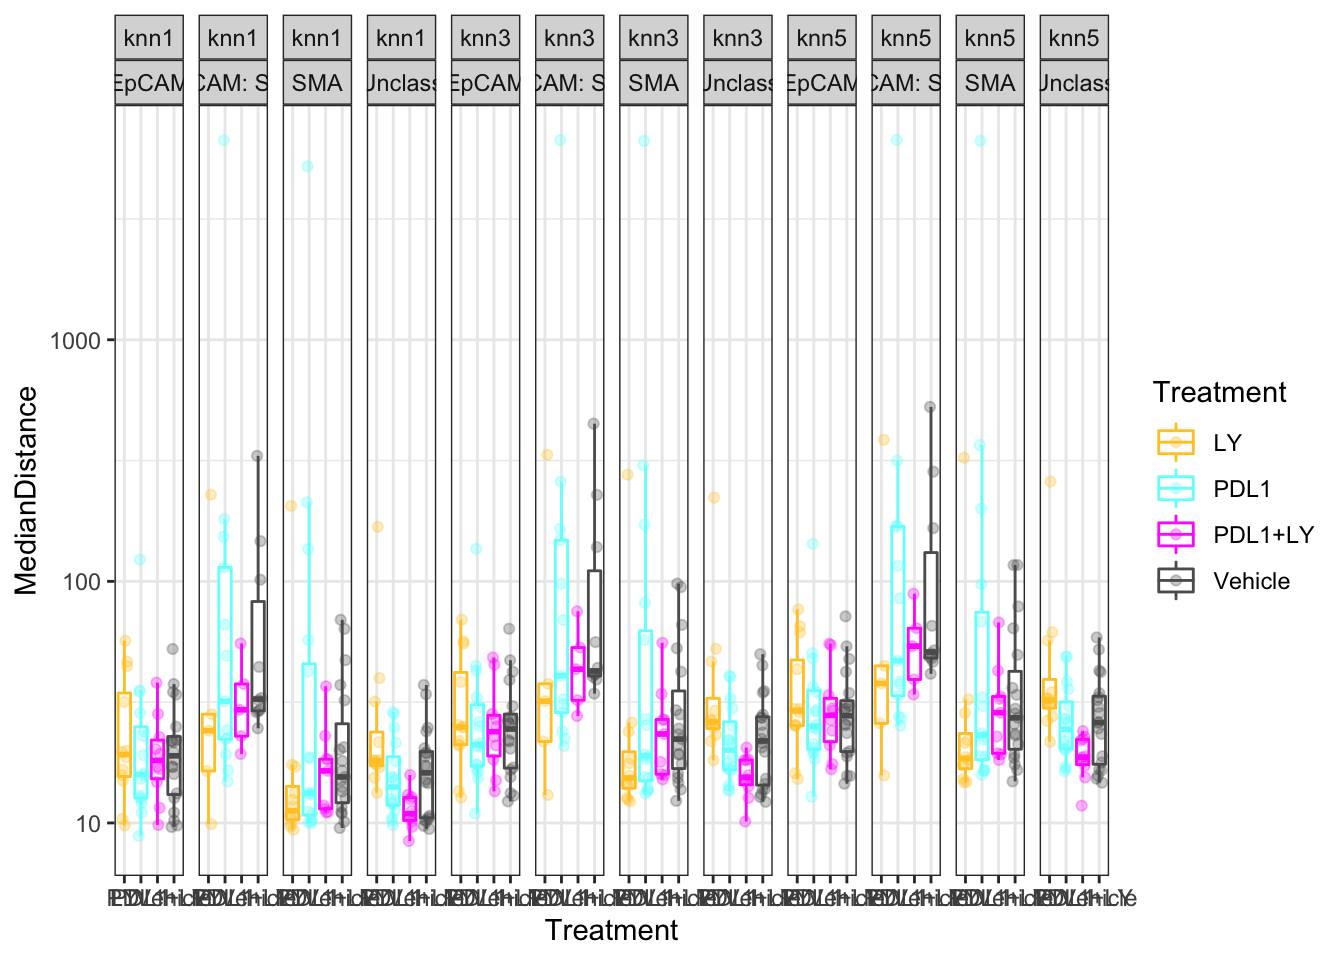 knn1 knn1 knn1 knn1 knn3 knn3 knn3 knn3 knn5 knn5 knn5 knn5
EpCAM CAM: S SMA Unclass EpCAM CAM: S SMA Unclass EpCAM CAM: S SMA Unclass
MedianDistance
1000
100
10
Treatment
Treatment
LY
PDL1
PDL1+LY
Vehicle